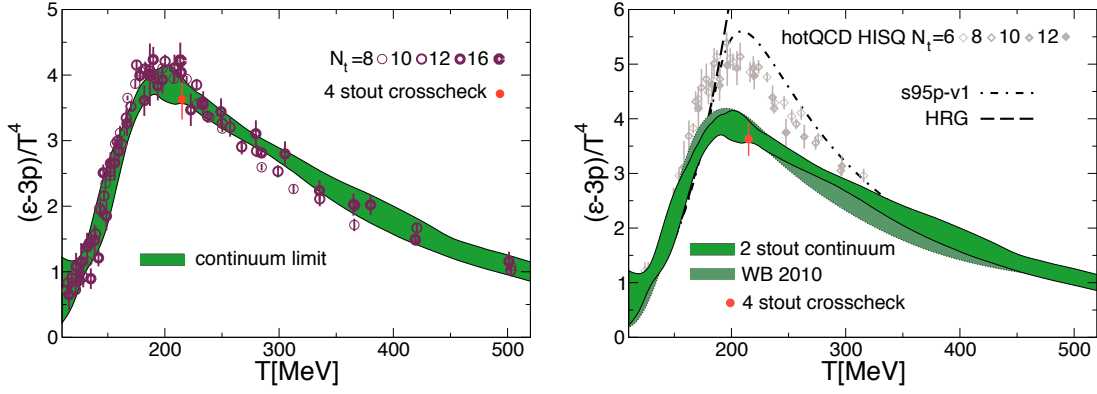 5
4
3
2
1
0
(ε-3p)/T⁴
N_t=8 10 12 16
4 stout crosscheck
continuum limit
200 300 400 500
T[MeV]
6
5
4
3
2
1
0
(ε-3p)/T⁴
hotQCD HISQ N_t=6 8 10 12
s95p-v1
HRG
2 stout continuum
WB 2010
4 stout crosscheck
200 300 400 500
T[MeV]